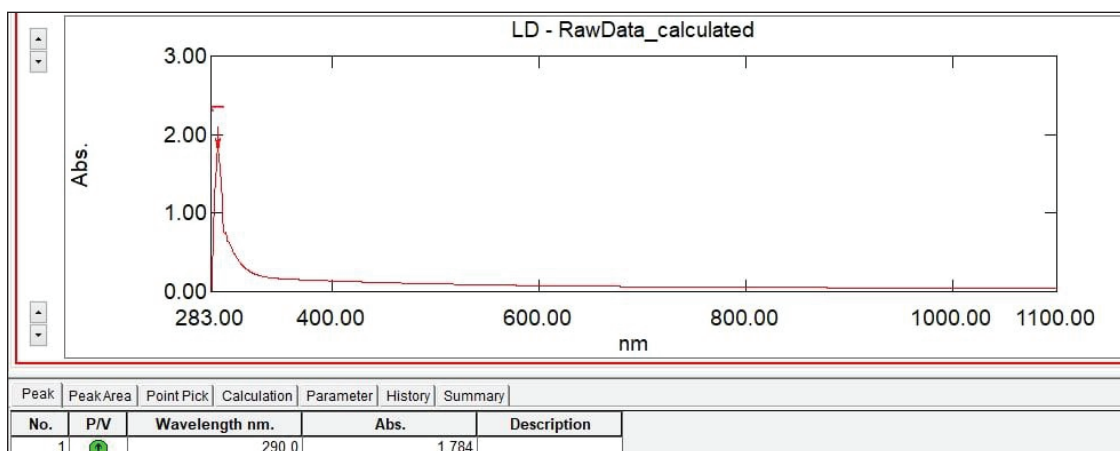 LD - RawData_calculated
3.00
2.00
1.00
0.00
Abs.
283.00 400.00 600.00 800.00 1000.00 1100.00
nm
Peak Peak Area Point Pick Calculation Parameter History Summary
No. P/V Wavelength nm. Abs. Description
1 290.0 1.784